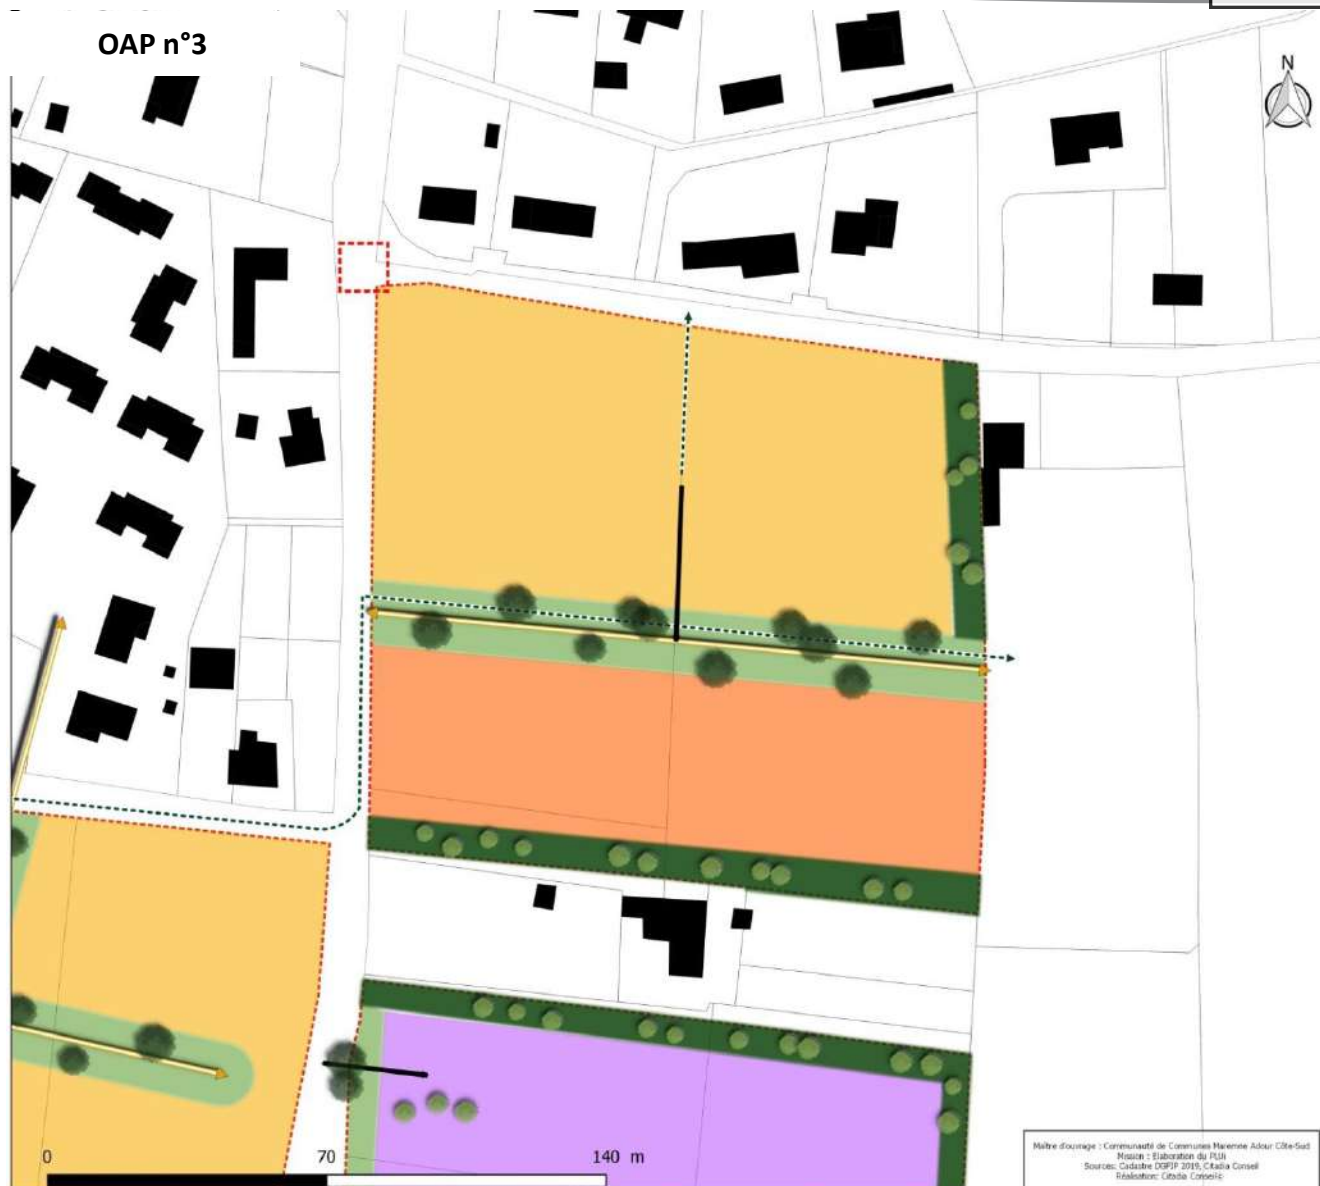 OAP n°3
N
0 70 140 m
Maître d'ouvrage : Communauté de Communes Maremne Adour Côte-Sud
Mission : Elaboration du PLUi
Sources: Cadastre DGFIP 2019, Citadia Conseil
Réalisation: Citadia Conseil©